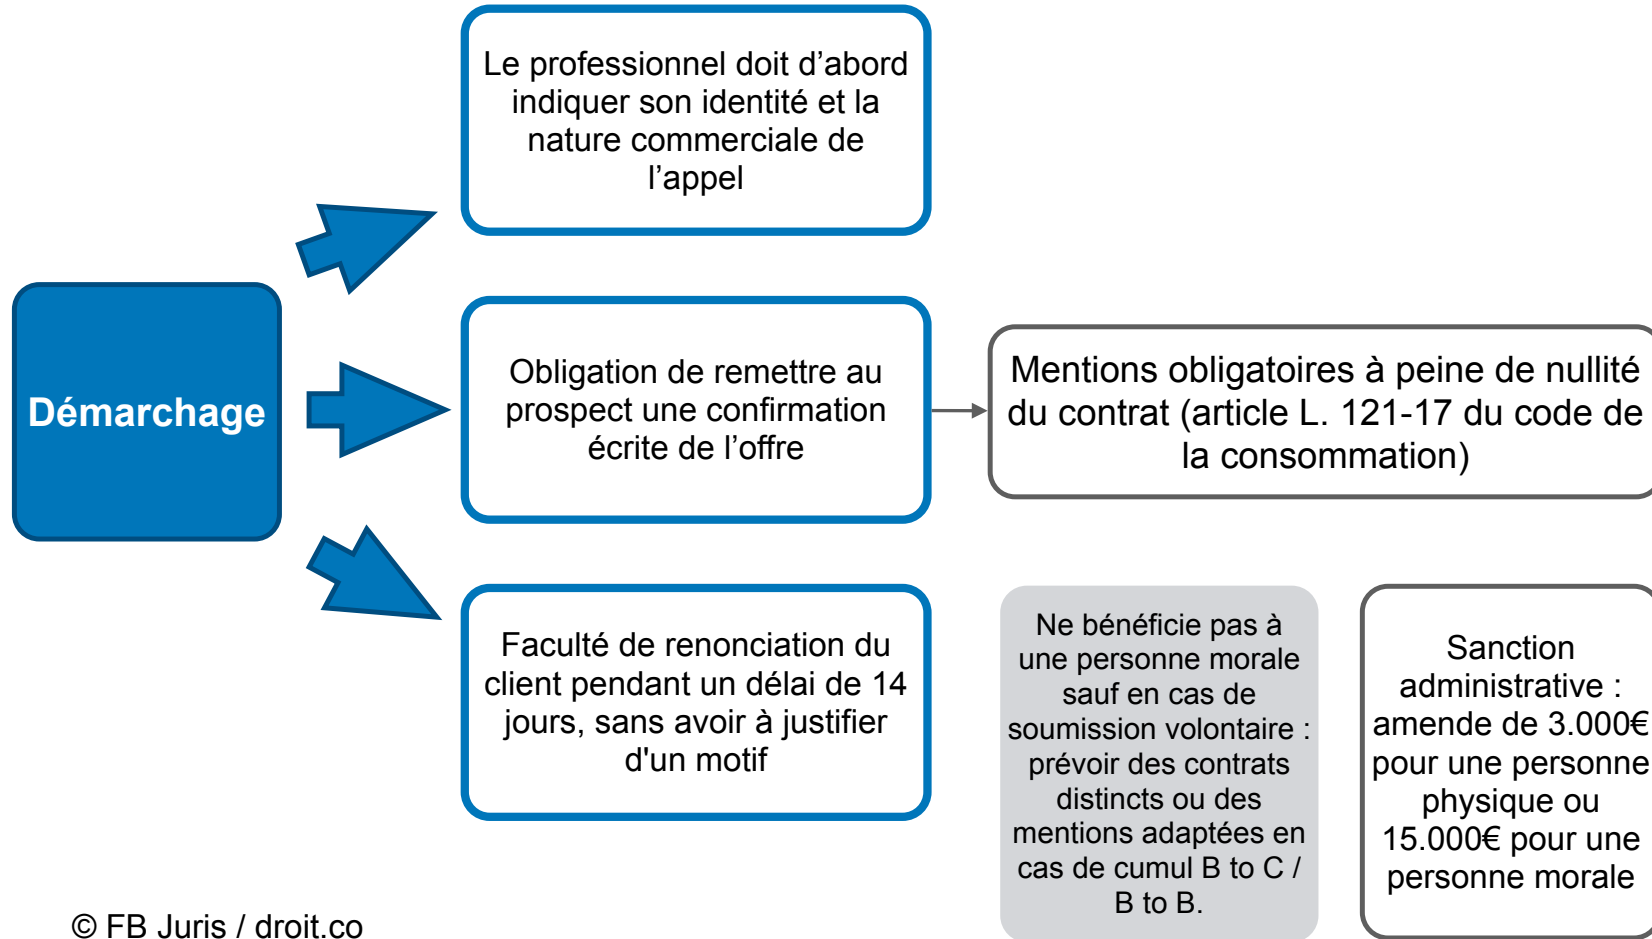 Le professionnel doit d’abord
indiquer son identité et la
nature commerciale de
l’appel
Démarchage
Obligation de remettre au
prospect une confirmation
écrite de l’offre
Mentions obligatoires à peine de nullité
du contrat (article L. 121-17 du code de
la consommation)
Faculté de renonciation du
client pendant un délai de 14
jours, sans avoir à justifier
d'un motif
Ne bénéficie pas à
une personne morale
sauf en cas de
soumission volontaire :
prévoir des contrats
distincts ou des
mentions adaptées en
cas de cumul B to C /
B to B.
Sanction
administrative :
amende de 3.000€
pour une personne
physique ou
15.000€ pour une
personne morale
© FB Juris / droit.co